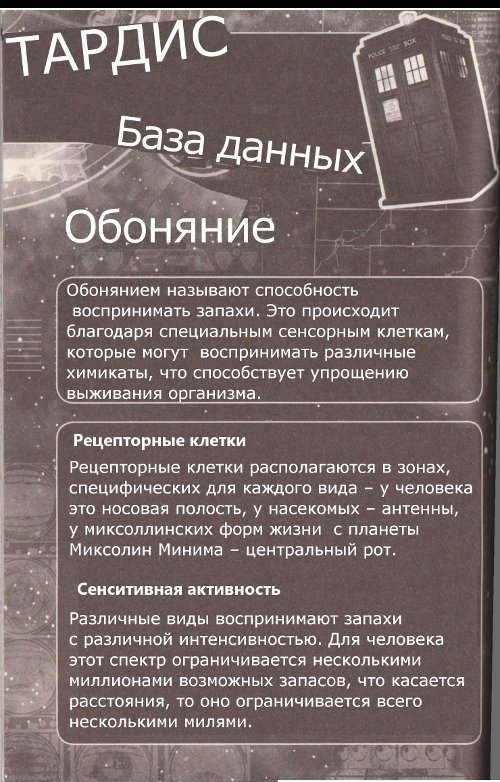 ТАРДИС
POLICE BOX
База данных
Обоняние
Обонянием называют способность
воспринимать запахи. Это происходит
благодаря специальным сенсорным клеткам,
которые могут воспринимать различные
химикаты, что способствует упрощению
выживания организма.
Рецепторные клетки
Рецепторные клетки располагаются в зонах,
специфических для каждого вида – у человека
это носовая полость, у насекомых – антенны,
у миксоллинских форм жизни с планеты
Миксолин Минима – центральный рот.
Сенситивная активность
Различные виды воспринимают запахи
с различной интенсивностью. Для человека
этот спектр ограничивается несколькими
миллионами возможных запасов, что касается
расстояния, то оно ограничивается всего
несколькими милями.